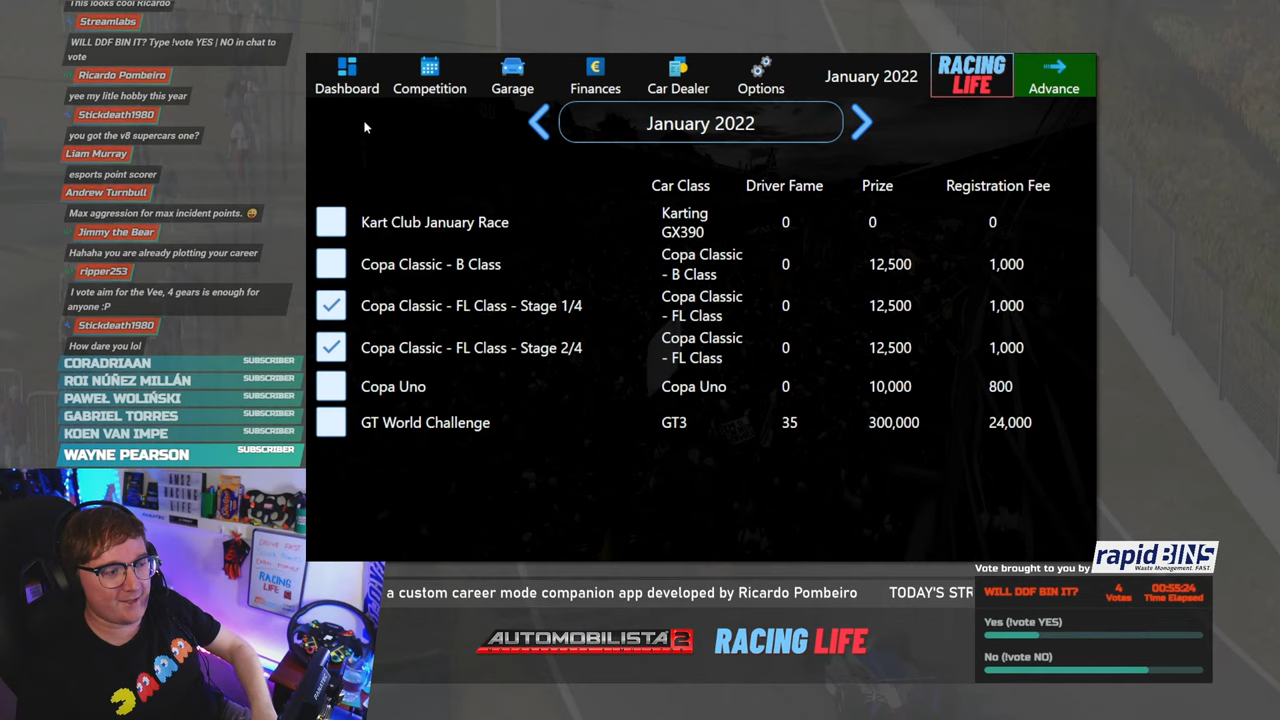 This looks cool Ricardo
Streamlabs
WILL DDF BIN IT? Type !vote YES | NO in chat to
vote
Ricardo Pombeiro
yee my litle hobby this year
Stickdeath1980
you got the v8 supercars one?
Liam Murray
esports point scorer
Andrew Turnbull
Max aggression for max incident points. 😀
Jimmy the Bear
Hahaha you are already plotting your career
ripper253
I vote aim for the Vee, 4 gears is enough for
anyone :P
Stickdeath1980
How dare you lol
CORADRIAAN SUBSCRIBER
ROI NÚÑEZ MILLÁN SUBSCRIBER
PAWEŁ WOLIŃSKI SUBSCRIBER
GABRIEL TORRES SUBSCRIBER
KOEN VAN IMPE SUBSCRIBER
WAYNE PEARSON SUBSCRIBER
Dashboard
Competition
Garage
Finances
Car Dealer
Options
January 2022
RACING
LIFE
Advance
January 2022
Car Class Driver Fame Prize Registration Fee
Kart Club January Race Karting
GX390 0 0 0
Copa Classic - B Class Copa Classic
- B Class 0 12,500 1,000
Copa Classic - FL Class - Stage 1/4 Copa Classic
- FL Class 0 12,500 1,000
Copa Classic - FL Class - Stage 2/4 Copa Classic
- FL Class 0 12,500 1,000
Copa Uno Copa Uno 0 10,000 800
GT World Challenge GT3 35 300,000 24,000
AMS2
RACING
LIFE
RACING
LIFE
FANATEC
a custom career mode companion app developed by Ricardo Pombeiro TODAY'S STR
AUTOMOBILISTA 2
RACING LIFE
Vote brought to you by
rapidBINS
Waste Management. FAST.
WILL DDF BIN IT? 4
Votes 00:55:24
Time Elapsed
Yes (!vote YES)
No (!vote NO)